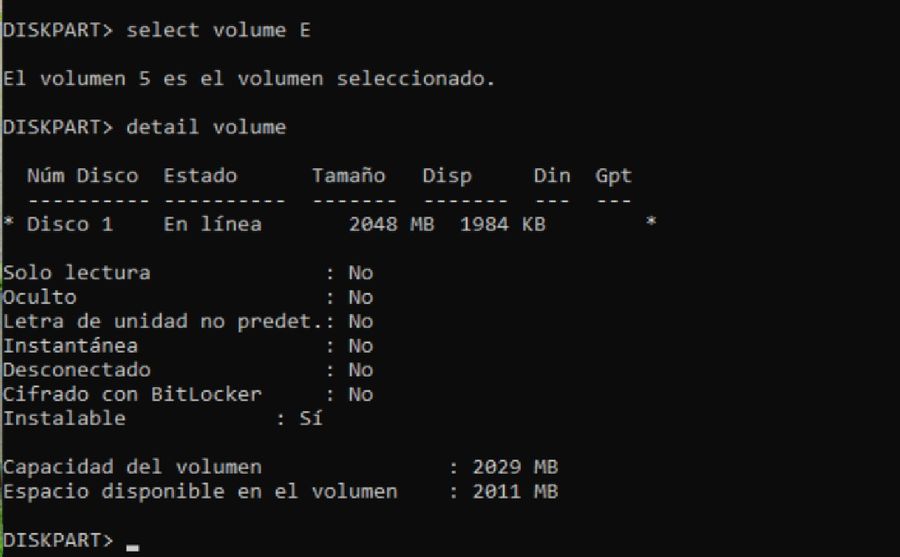 DISKPART> select volume E
El volumen 5 es el volumen seleccionado.
DISKPART> detail volume
  Núm Disco  Estado      Tamaño   Disp     Din  Gpt
  ----------  ----------  -------  -------  ---  ---
* Disco 1    En línea       2048 MB  1984 KB        *
Solo lectura              : No
Oculto                    : No
Letra de unidad no predet.: No
Instantánea               : No
Desconectado              : No
Cifrado con BitLocker     : No
Instalable            : Sí
Capacidad del volumen               : 2029 MB
Espacio disponible en el volumen    : 2011 MB
DISKPART> _